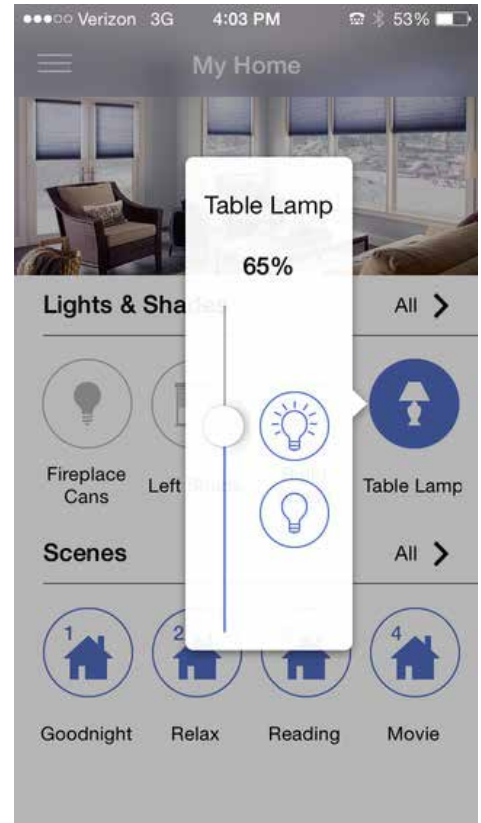 Verizon 3G 4:03 PM 53%
My Home
Table Lamp
65%
Lights & Shades
All
Fireplace
Cans
Left
Table Lamp
Scenes
All
1
2
4
Goodnight
Relax
Reading
Movie